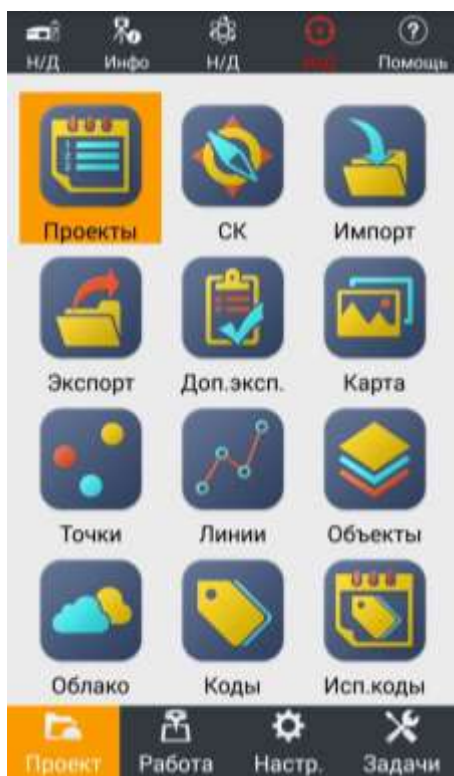 Н/Д Инфо Н/Д Н/Д Помощь
Проекты СК Импорт
Экспорт Доп.эксп. Карта
Точки Линии Объекты
Облако Коды Исп.коды
Проект Работа Настр. Задачи